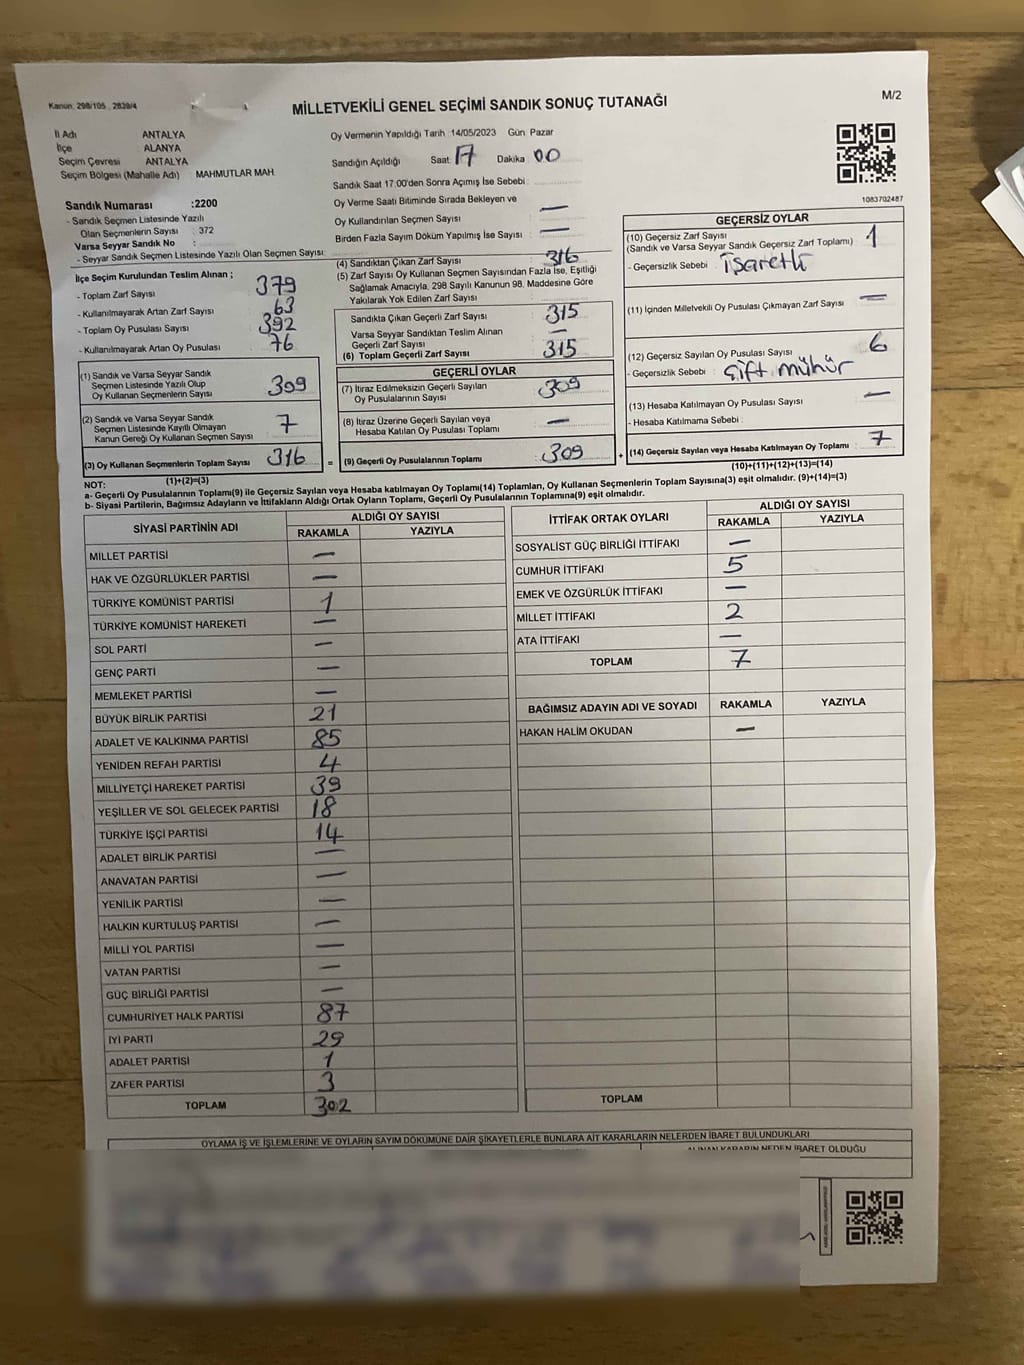 Kanun: 298/105 , 2839/4
MİLLETVEKİLİ GENEL SEÇİMİ SANDIK SONUÇ TUTANAĞI
M/2
İl Adı ANTALYA
İlçe ALANYA
Seçim Çevresi ANTALYA
Seçim Bölgesi (Mahalle Adı) MAHMUTLAR MAH.
Oy Vermenin Yapıldığı Tarih :14/05/2023 Gün: Pazar
Sandığın Açıldığı Saat: 17 Dakika: 00
Sandık Saat 17:00'den Sonra Açımış İse Sebebi :
Oy Verme Saati Bitiminde Sırada Bekleyen ve
Oy Kullandırılan Seçmen Sayısı —
Birden Fazla Sayım Döküm Yapılmış İse Sayısı —
1083702487
Sandık Numarası :2200
- Sandık Seçmen Listesinde Yazılı
Olan Seçmenlerin Sayısı : 372
Varsa Seyyar Sandık No :
- Seyyar Sandık Seçmen Listesinde Yazılı Olan Seçmen Sayısı:
İlçe Seçim Kurulundan Teslim Alınan ;
- Toplam Zarf Sayısı 379
- Kullanılmayarak Artan Zarf Sayısı 63
- Toplam Oy Pusulası Sayısı 392
- Kullanılmayarak Artan Oy Pusulası 76
(1) Sandık ve Varsa Seyyar Sandık
Seçmen Listesinde Yazılı Olup
Oy Kullanan Seçmenlerin Sayısı 309
(2) Sandık ve Varsa Seyyar Sandık
Seçmen Listesinde Kayıtlı Olmayan
Kanun Gereği Oy Kullanan Seçmen Sayısı 7
(3) Oy Kullanan Seçmenlerin Toplam Sayısı 316
(1)+(2)=(3)
(4) Sandıktan Çıkan Zarf Sayısı 316
(5) Zarf Sayısı Oy Kullanan Seçmen Sayısından Fazla İse, Eşitliği
Sağlamak Amacıyla, 298 Sayılı Kanunun 98. Maddesine Göre
Yakılarak Yok Edilen Zarf Sayısı :
Sandıkta Çıkan Geçerli Zarf Sayısı 315
Varsa Seyyar Sandıktan Teslim Alınan
Geçerli Zarf Sayısı —
(6) Toplam Geçerli Zarf Sayısı 315
GEÇERLİ OYLAR
(7) İtiraz Edilmeksizin Geçerli Sayılan
Oy Pusulalarının Sayısı 309
(8) İtiraz Üzerine Geçerli Sayılan veya
Hesaba Katılan Oy Pusulası Toplamı —
= (9) Geçerli Oy Pusulalarının Toplamı 309 +
GEÇERSİZ OYLAR
(10) Geçersiz Zarf Sayısı
(Sandık ve Varsa Seyyar Sandık Geçersiz Zarf Toplamı) 1
- Geçersizlik Sebebi : İşaretli
(11) İçinden Milletvekili Oy Pusulası Çıkmayan Zarf Sayısı —
(12) Geçersiz Sayılan Oy Pusulası Sayısı 6
- Geçersizlik Sebebi : Çift mühür
(13) Hesaba Katılmayan Oy Pusulası Sayısı —
- Hesaba Katılmama Sebebi :
(14) Geçersiz Sayılan veya Hesaba Katılmayan Oy Toplamı : 7
(10)+(11)+(12)+(13)=(14)
NOT:
a- Geçerli Oy Pusulalarının Toplamı(9) ile Geçersiz Sayılan veya Hesaba katılmayan Oy Toplamı(14) Toplamları, Oy Kullanan Seçmenlerin Toplam Sayısına(3) eşit olmalıdır. (9)+(14)=(3)
b- Siyasi Partilerin, Bağımsız Adayların ve İttifakların Aldığı Ortak Oyların Toplamı, Geçerli Oy Pusulalarının Toplamına(9) eşit olmalıdır.
SİYASİ PARTİNİN ADI ALDIĞI OY SAYISI
RAKAMLA YAZIYLA
MİLLET PARTİSİ —
HAK VE ÖZGÜRLÜKLER PARTİSİ —
TÜRKİYE KOMÜNİST PARTİSİ 1
TÜRKİYE KOMÜNİST HAREKETİ —
SOL PARTİ —
GENÇ PARTİ —
MEMLEKET PARTİSİ —
BÜYÜK BİRLİK PARTİSİ 21
ADALET VE KALKINMA PARTİSİ 85
YENİDEN REFAH PARTİSİ 4
MİLLİYETÇİ HAREKET PARTİSİ 39
YEŞİLLER VE SOL GELECEK PARTİSİ 18
TÜRKİYE İŞÇİ PARTİSİ 14
ADALET BİRLİK PARTİSİ —
ANAVATAN PARTİSİ —
YENİLİK PARTİSİ —
HALKIN KURTULUŞ PARTİSİ —
MİLLİ YOL PARTİSİ —
VATAN PARTİSİ —
GÜÇ BİRLİĞİ PARTİSİ —
CUMHURİYET HALK PARTİSİ 87
İYİ PARTİ 29
ADALET PARTİSİ 1
ZAFER PARTİSİ 3
TOPLAM 302
İTTİFAK ORTAK OYLARI ALDIĞI OY SAYISI
RAKAMLA YAZIYLA
SOSYALİST GÜÇ BİRLİĞİ İTTİFAKI —
CUMHUR İTTİFAKI 5
EMEK VE ÖZGÜRLÜK İTTİFAKI —
MİLLET İTTİFAKI 2
ATA İTTİFAKI —
TOPLAM 7
BAĞIMSIZ ADAYIN ADI VE SOYADI RAKAMLA YAZIYLA
HAKAN HALİM OKUDAN —
TOPLAM
OYLAMA İŞ VE İŞLEMLERİNE VE OYLARIN SAYIM DÖKÜMÜNE DAİR ŞİKAYETLERLE BUNLARA AİT KARARLARIN NELERDEN İBARET BULUNDUKLARI
ALINAN KARARIN NEDEN İBARET OLDUĞU